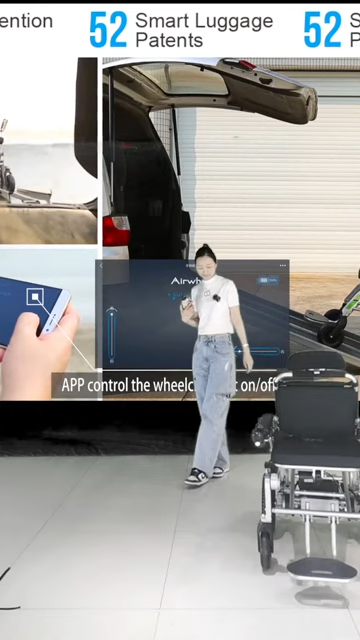 ention
52 Smart Luggage
Patents
52 S
P
Airwh
APP control the wheelc
on/off